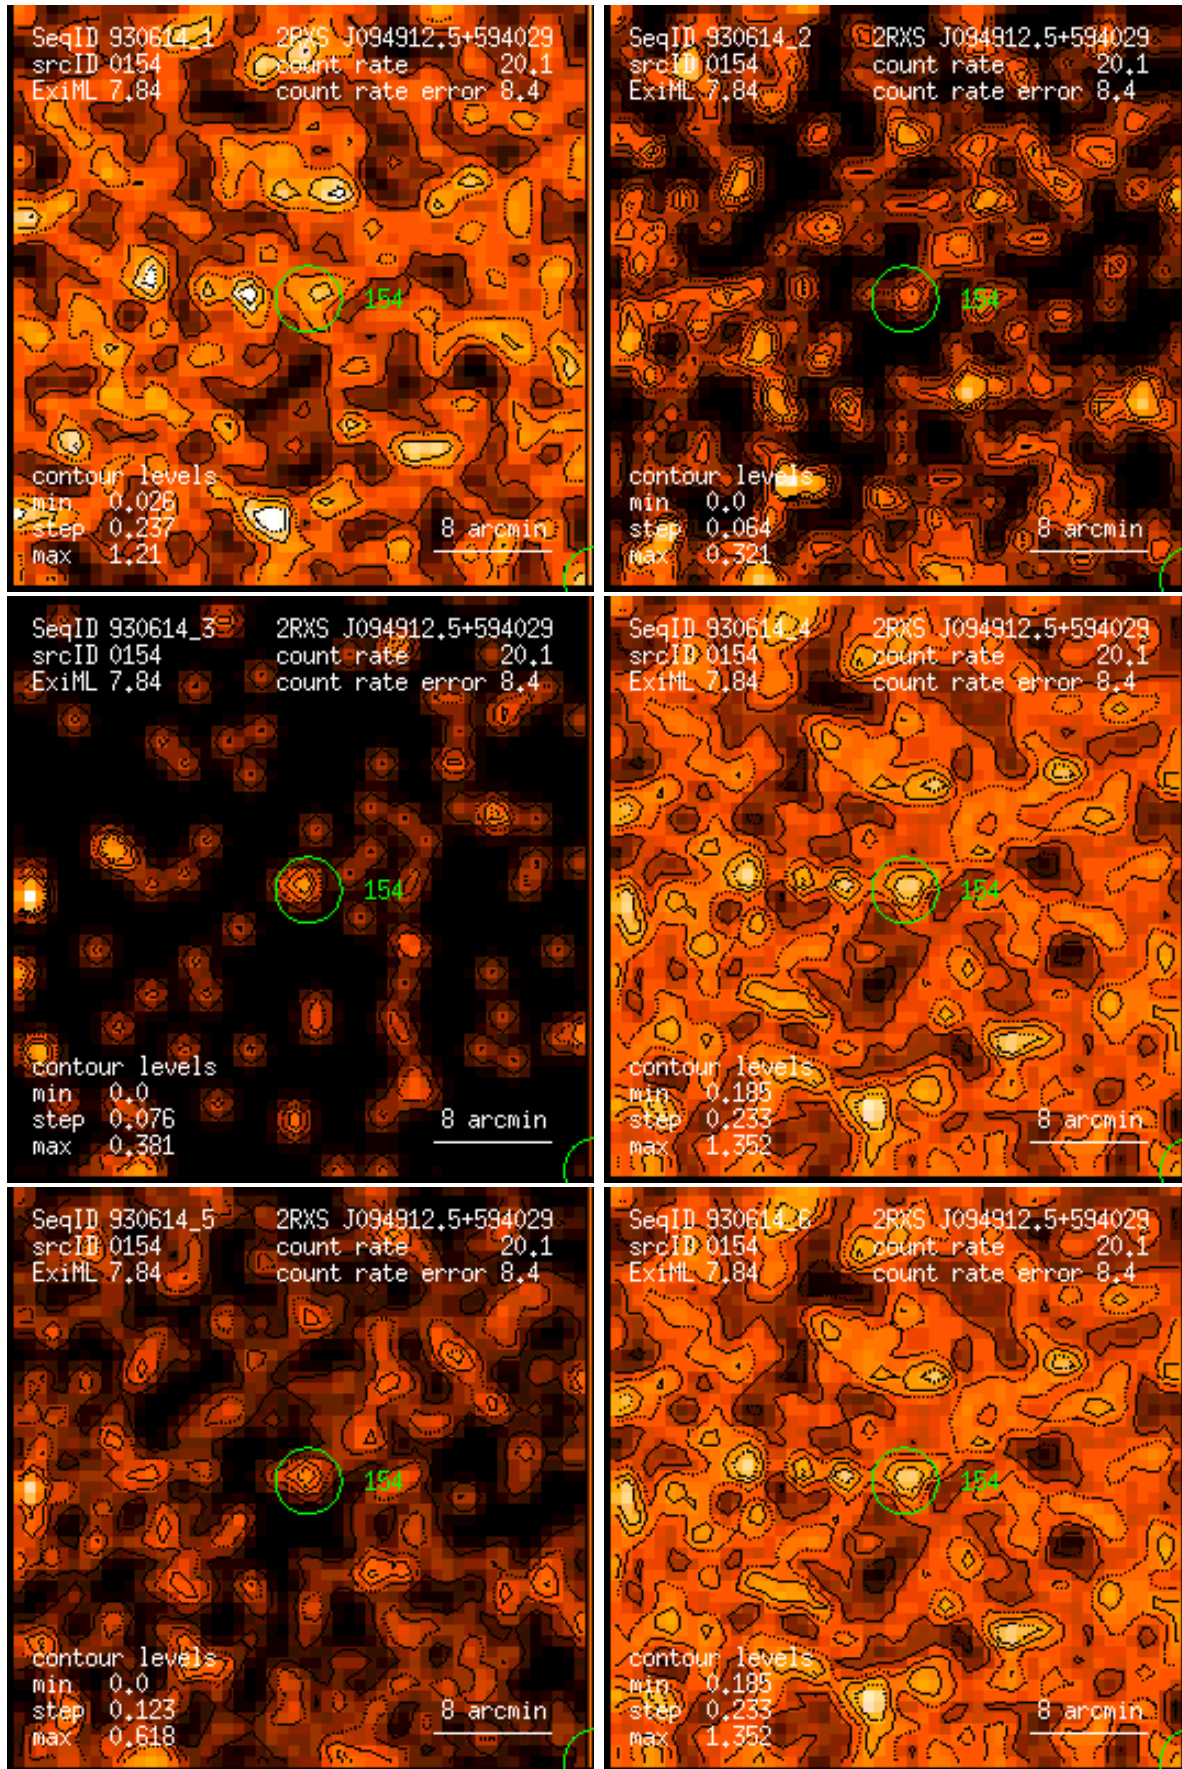 SeqID 930614_1 2RXS J094912.5+594029
srcID 0154 count rate 20.1
ExiML 7.84 count rate error 8.4
154
contour levels
min 0.026
step 0.237 8 arcmin
max 1.21
SeqID 930614_2 2RXS J094912.5+594029
srcID 0154 count rate 20.1
ExiML 7.84 count rate error 8.4
154
contour levels
min 0.0
step 0.064 8 arcmin
max 0.321
SeqID 930614_3 2RXS J094912.5+594029
srcID 0154 count rate 20.1
ExiML 7.84 count rate error 8.4
154
contour levels
min 0.0
step 0.076 8 arcmin
max 0.381
SeqID 930614_4 2RXS J094912.5+594029
srcID 0154 count rate 20.1
ExiML 7.84 count rate error 8.4
154
contour levels
min 0.185
step 0.233 8 arcmin
max 1.352
SeqID 930614_5 2RXS J094912.5+594029
srcID 0154 count rate 20.1
ExiML 7.84 count rate error 8.4
154
contour levels
min 0.0
step 0.123 8 arcmin
max 0.618
SeqID 930614_6 2RXS J094912.5+594029
srcID 0154 count rate 20.1
ExiML 7.84 count rate error 8.4
154
contour levels
min 0.185
step 0.233 8 arcmin
max 1.352